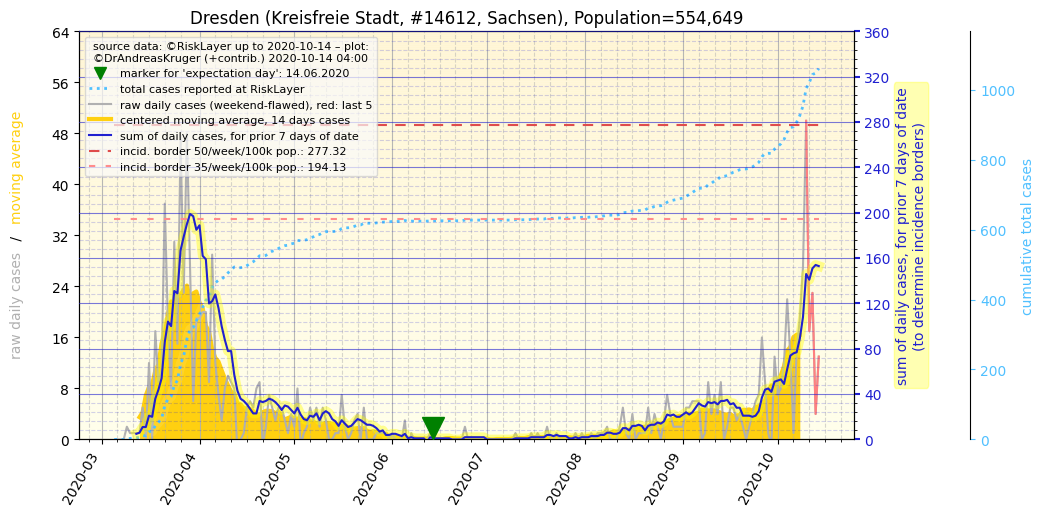 Dresden (Kreisfreie Stadt, #14612, Sachsen), Population=554,649
source data: ©RiskLayer up to 2020-10-14 – plot:
©DrAndreasKruger (+contrib.) 2020-10-14 04:00
marker for 'expectation day': 14.06.2020
total cases reported at RiskLayer
raw daily cases (weekend-flawed), red: last 5
centered moving average, 14 days cases
sum of daily cases, for prior 7 days of date
incid. border 50/week/100k pop.: 277.32
incid. border 35/week/100k pop.: 194.13
raw daily cases / moving average
64
56
48
40
32
24
16
8
0
2020-03
2020-04
2020-05
2020-06
2020-07
2020-08
2020-09
2020-10
360
320
280
240
200
160
120
80
40
0
sum of daily cases, for prior 7 days of date
(to determine incidence borders)
1000
800
600
400
200
0
cumulative total cases